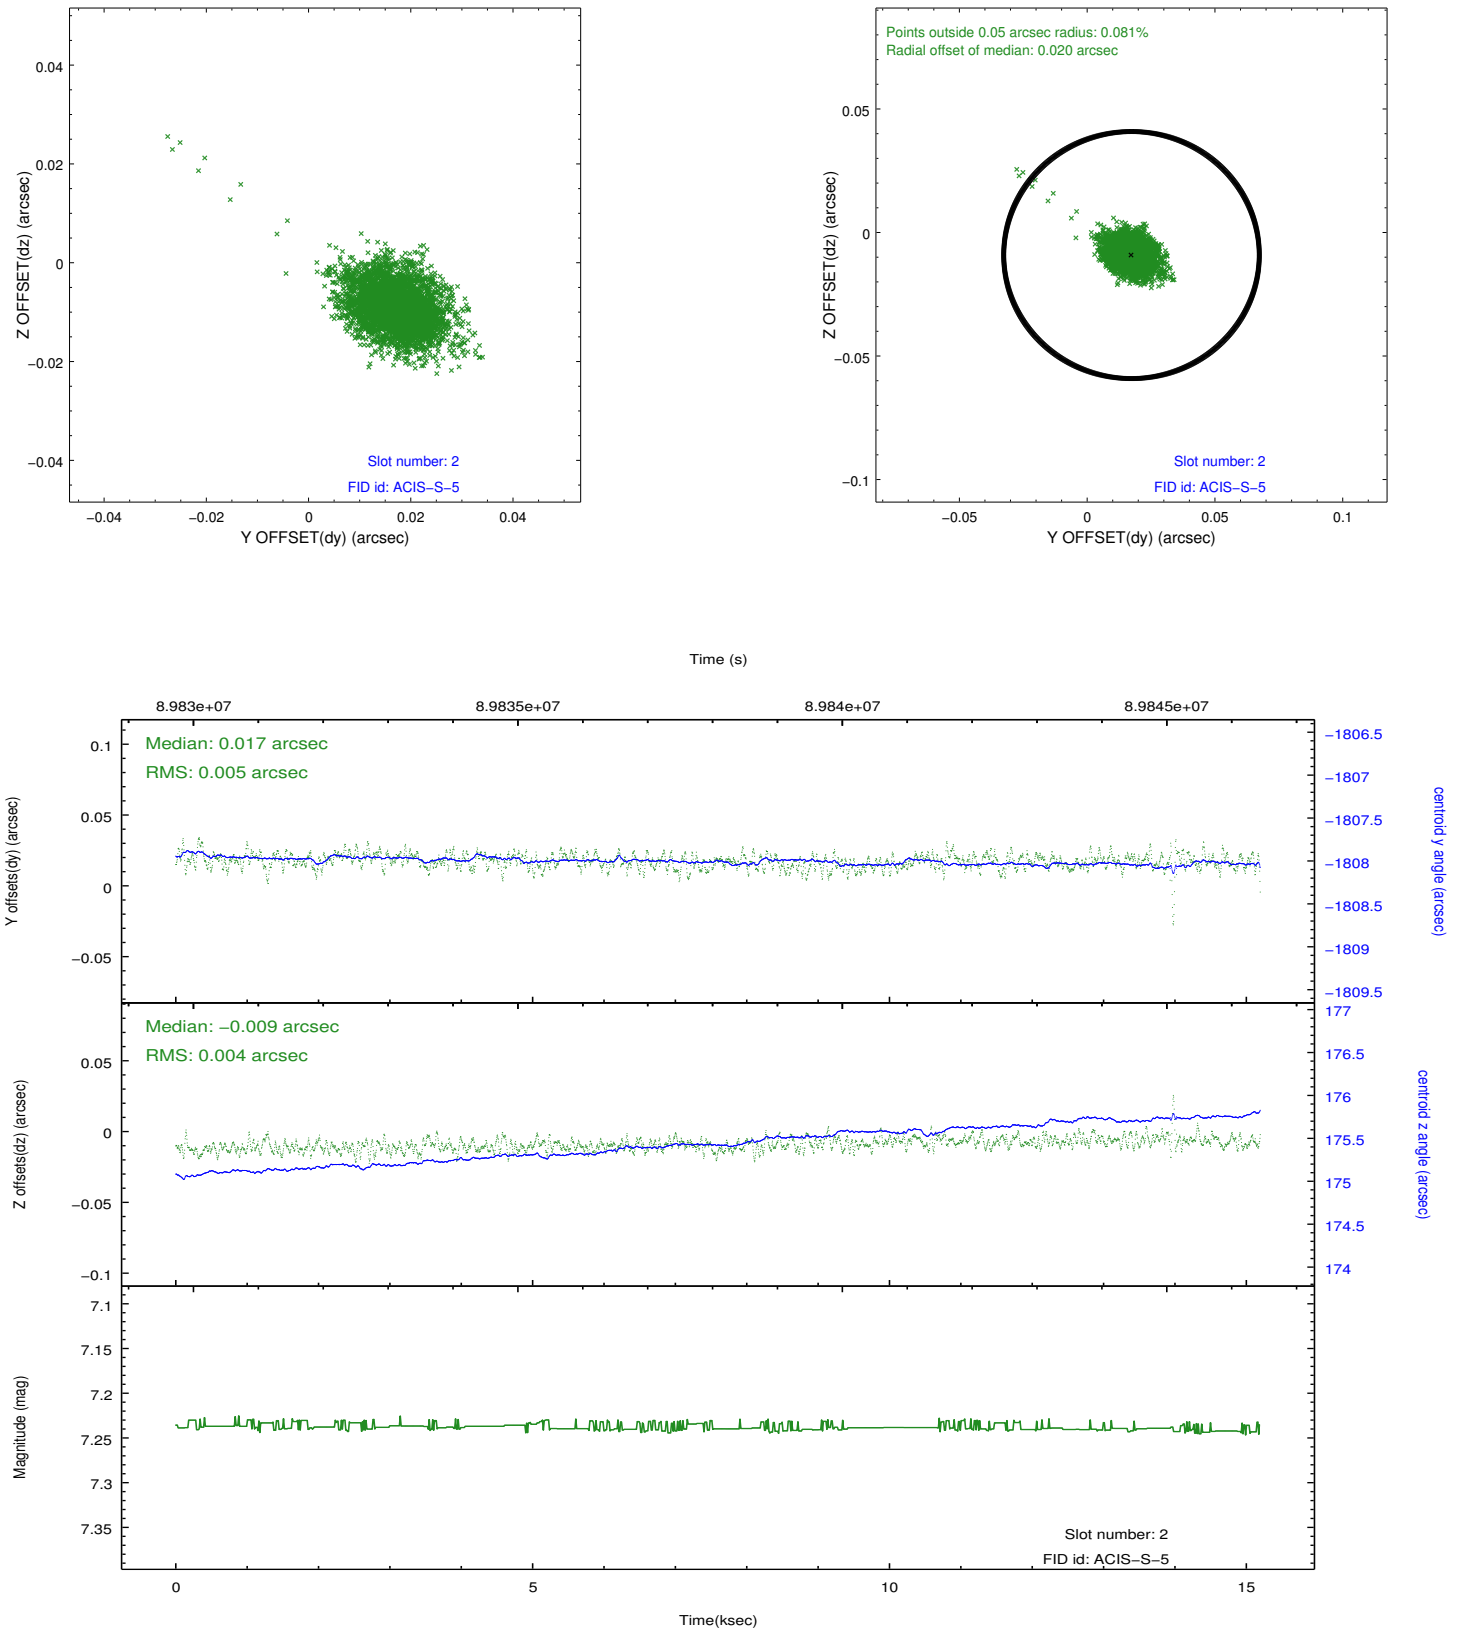 0.04
0.02
0
−0.02
−0.04
Z OFFSET(dz) (arcsec)
Slot number: 2
FID id: ACIS−S−5
−0.04 −0.02 0 0.02 0.04
Y OFFSET(dy) (arcsec)
Points outside 0.05 arcsec radius: 0.081%
Radial offset of median: 0.020 arcsec
0.05
0
−0.05
−0.1
Z OFFSET(dz) (arcsec)
Slot number: 2
FID id: ACIS−S−5
−0.05 0 0.05 0.1
Y OFFSET(dy) (arcsec)
Time (s)
8.983e+07 8.9835e+07 8.984e+07 8.9845e+07
Median: 0.017 arcsec
RMS: 0.005 arcsec
0.1
0.05
0
−0.05
Y offsets(dy) (arcsec)
−1806.5
−1807
−1807.5
−1808
−1808.5
−1809
−1809.5
centroid y angle (arcsec)
Median: −0.009 arcsec
RMS: 0.004 arcsec
0.05
0
−0.05
−0.1
Z offsets(dz) (arcsec)
177
176.5
176
175.5
175
174.5
174
centroid z angle (arcsec)
7.1
7.15
7.2
7.25
7.3
7.35
Magnitude (mag)
Slot number: 2
FID id: ACIS−S−5
0 5 10 15
Time(ksec)